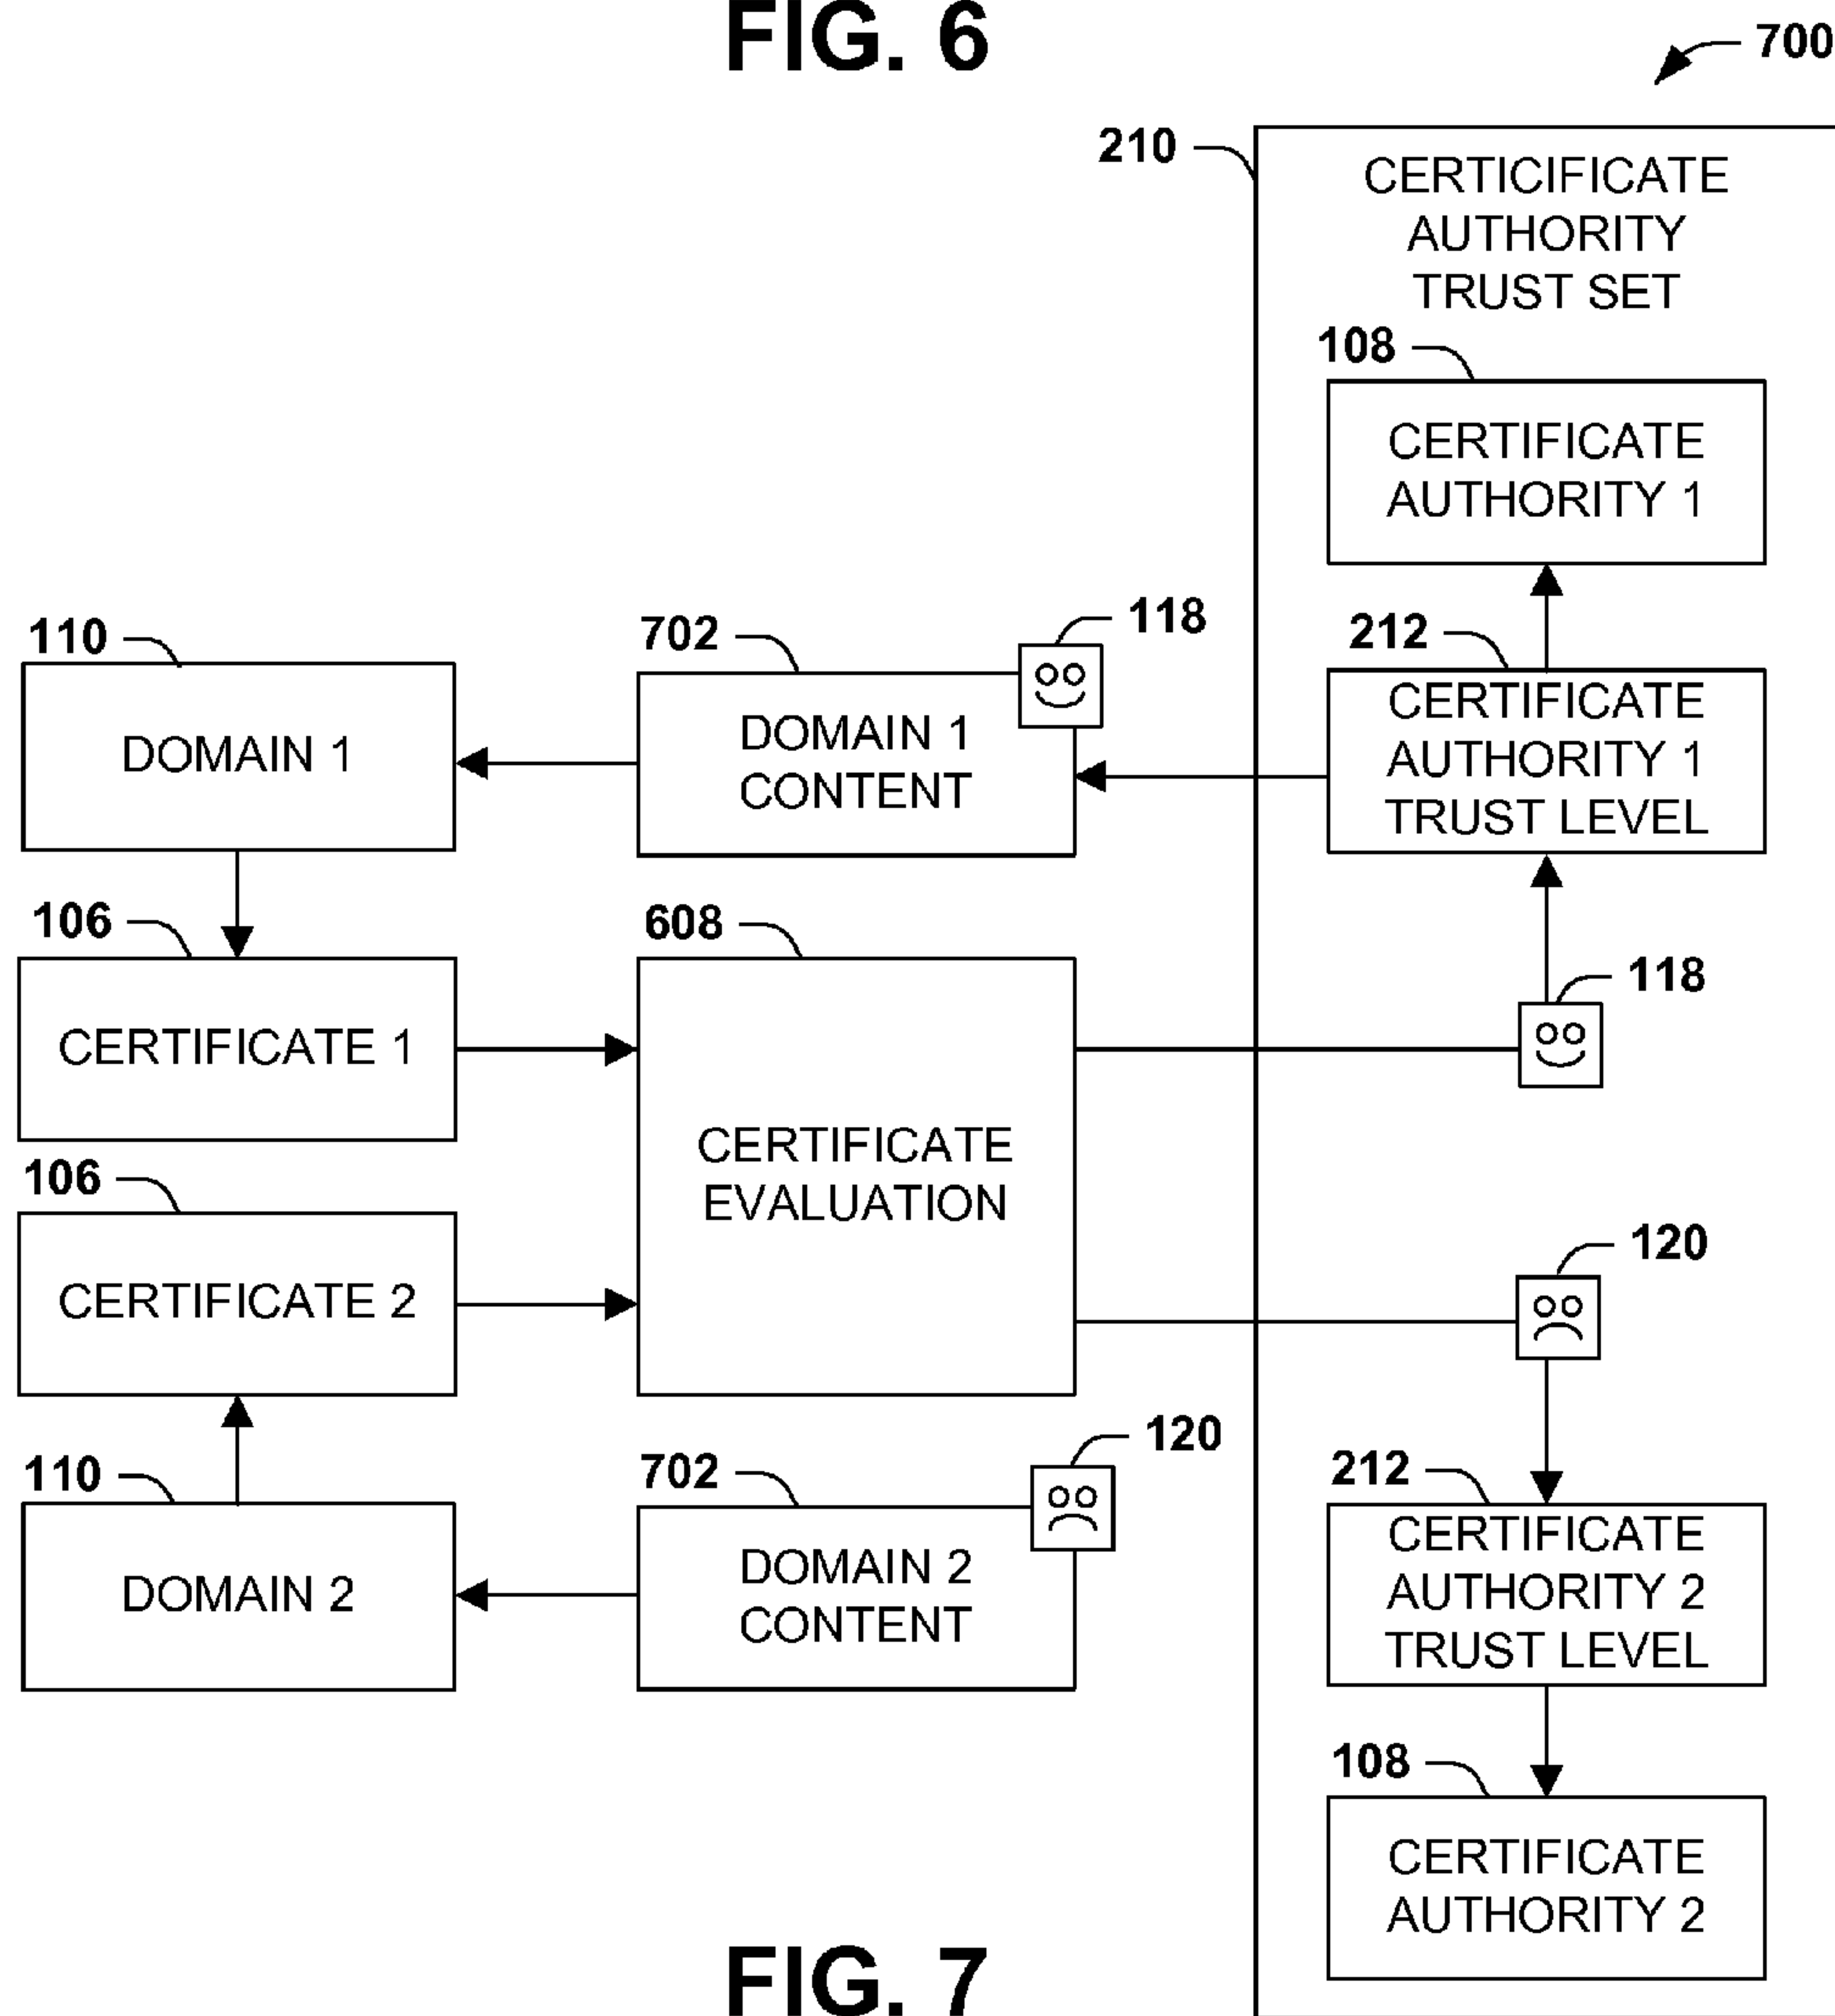 FIG. 6
700
210
CERTICIFICATE
AUTHORITY
TRUST SET
108
CERTIFICATE
AUTHORITY 1
110
DOMAIN 1
702
118
DOMAIN 1
CONTENT
212
CERTIFICATE
AUTHORITY 1
TRUST LEVEL
106
CERTIFICATE 1
608
CERTIFICATE
EVALUATION
118
106
CERTIFICATE 2
120
110
DOMAIN 2
702
120
DOMAIN 2
CONTENT
212
CERTIFICATE
AUTHORITY 2
TRUST LEVEL
108
CERTIFICATE
AUTHORITY 2
FIG. 7